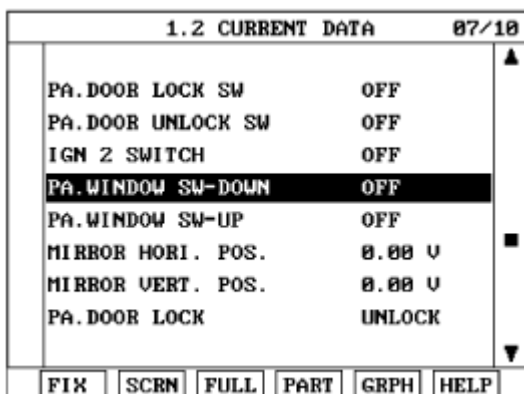 1.2 CURRENT DATA 07/10
PA.DOOR LOCK SW OFF
PA.DOOR UNLOCK SW OFF
IGN 2 SWITCH OFF
PA.WINDOW SW-DOWN OFF
PA.WINDOW SW-UP OFF
MIRROR HORI. POS. 0.00 V
MIRROR VERT. POS. 0.00 V
PA.DOOR LOCK UNLOCK
FIX SCRN FULL PART GRPH HELP